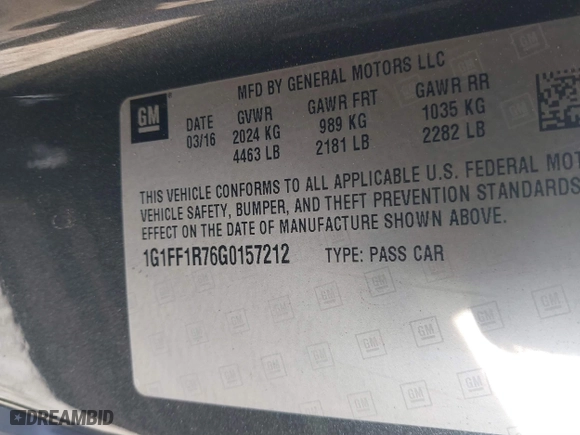 MFD BY GENERAL MOTORS LLC
GM DATE GVWR GAWR FRT GAWR RR
03/16 2024 KG 989 KG 1035 KG
4463 LB 2181 LB 2282 LB
THIS VEHICLE CONFORMS TO ALL APPLICABLE U.S. FEDERAL MOT
VEHICLE SAFETY, BUMPER, AND THEFT PREVENTION STANDARDS
EFFECT ON THE DATE OF MANUFACTURE SHOWN ABOVE.
1G1FF1R76G0157212 TYPE: PASS CAR
DREAMBID